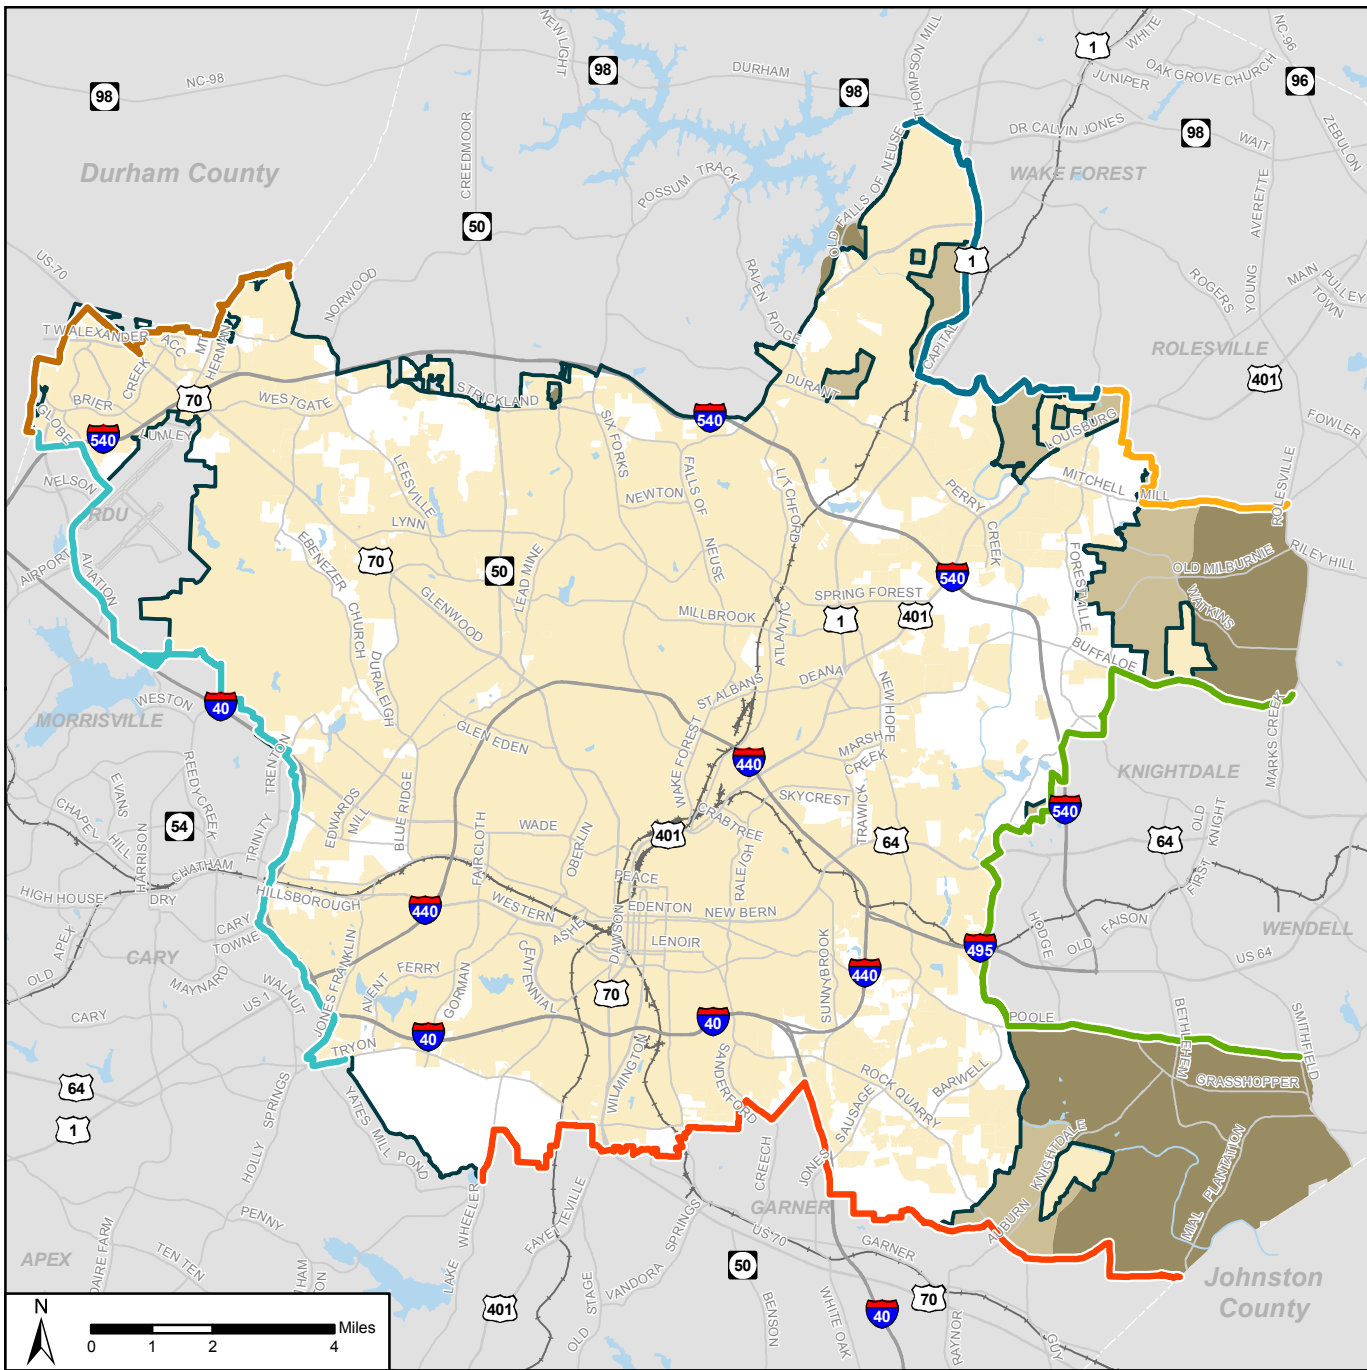 NEW LIGHT
THOMPSON MILL
WHITE
NC-96
1
98
NC-98
98
DURHAM
98
JUNIPER
OAK GROVE CHURCH
96
ZEBULON
Durham County
CREEDMOOR
DR CALVIN JONES
98
WAIT
POSSUM TRACK
OLD FALLS OF NEUSE
WAKE FOREST
AVERETTE
50
US-70
NORWOOD
RAVEN RIDGE
1
ROGERS
YOUNG
MAIN
PULLEY TOWN
T W ALEXANDER
ACC
MT HERMAN
CREEK
BRIER
GLOBE
70
WESTGATE
STRICKLAND
DURANT
CAPITAL
ROLESVILLE
401
540
LUMLEY
540
SIX FORKS
LOUISBURG
FOWLER
NELSON
RDU
LEESVILLE
FALLS OF NEUSE
NEWTON
LITCHFORD
PERRY CREEK
MITCHELL MILL
ROLESVILLE
LYNN
AIRPORT
AVIATION
EBENEZER CHURCH
70
50
LEAD MINE
540
FORESTVILLE
OLD MILBURNIE
RILEY HILL
WATKINS
GLENWOOD
MILLBROOK
ATLANTIC
SPRING FOREST
1
401
BUFFALOE
DURALEIGH
ST ALBANS
DEANA
NEW HOPE
WESTON
40
MORRISVILLE
GLEN EDEN
WAKE FOREST
MARSH CREEK
MARKS CREEK
TRENTON
440
KNIGHTDALE
EVANS
REEDY CREEK
CHAPEL HILL
54
HARRISON
TRINITY
EDWARDS MILL
BLUE RIDGE
FAIRCLOTH
WADE
OBERLIN
401
CRABTREE
SKYCREST
TRAWICK
64
540
64
OLD KNIGHT
FIRST
CHATHAM
HIGH HOUSE
DRY
HILLSBOROUGH
PEACE
RALEIGH
440
WESTERN
ASHE
EDENTON
NEW BERN
DAWSON
LENOIR
CARY TOWNE
OLD APEX
CARY
MAYNARD
WALNUT
US 1
JONES FRANKLIN
AVENT FERRY
GORMAN
CENTENNIAL
70
SUNNYBROOK
440
495
HODGE
OLD FAISON
WENDELL
US 64
SMITHFIELD
CARY
40
40
POOLE
BETHLEHEM
TRYON
WILMINGTON
SANDERFORD
ROCK QUARRY
BARWELL
GRASSHOPPER
64
1
HOLLY SPRINGS
YATES MILL POND
CREECH
JONES SAUSAGE
AUBURN KNIGHTDALE
MIAL PLANTATION
PENNY
LAKE WHEELER
FAYETTEVILLE
GARNER
US 70
GARNER
APEX
TEN TEN
OLD STAGE
VANDORA SPRINGS
50
BENSON
WHITE OAK
70
40
RAYNOR
GUY
Johnston County
401
N
Miles
0 1 2 4